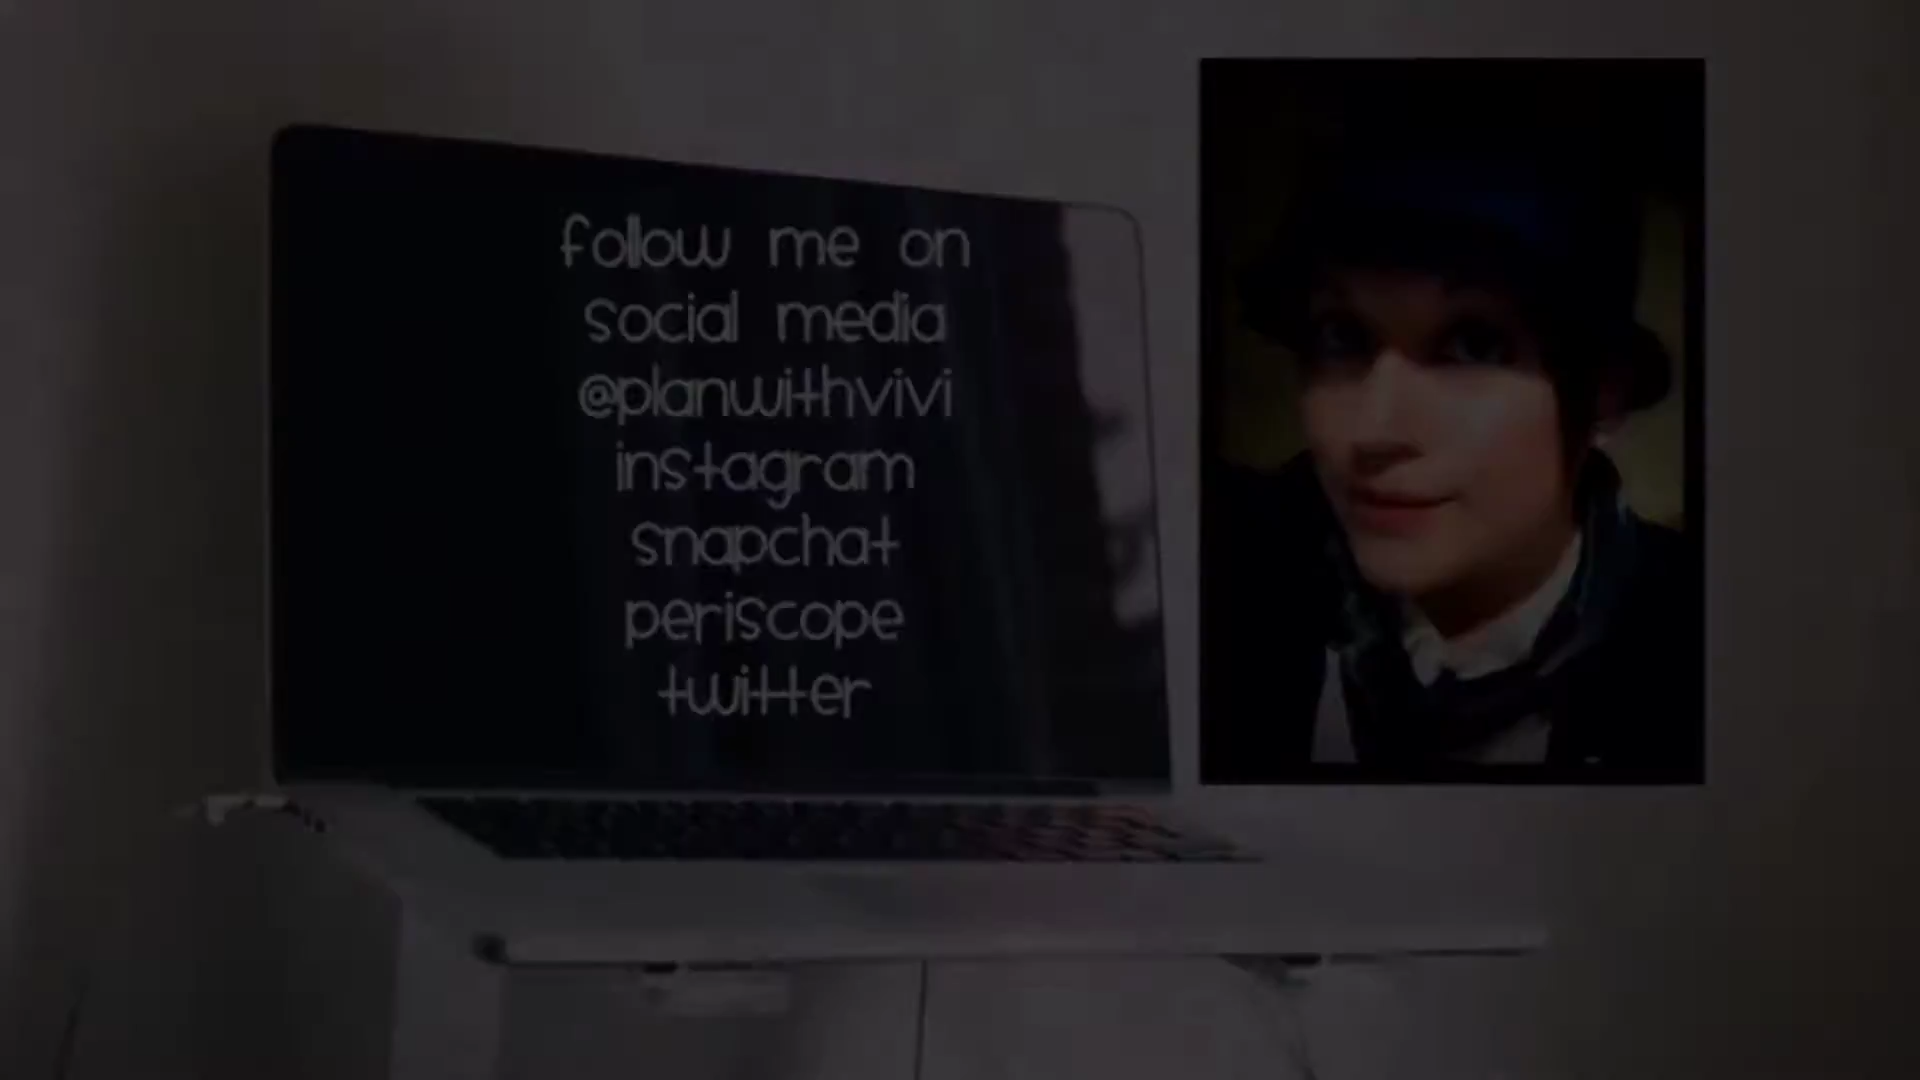 follow me on
social media
@planwithvivi
instagram
snapchat
periscope
twitter